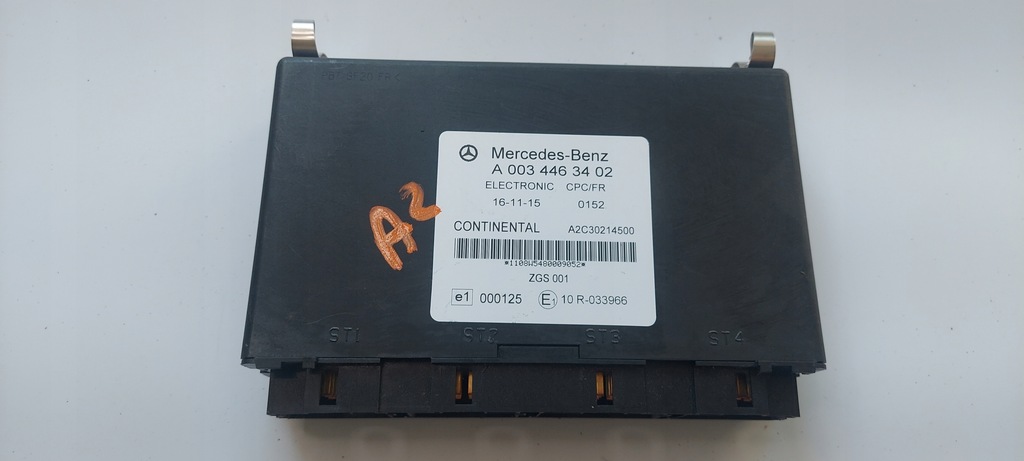 Mercedes-Benz
A 003 446 34 02
ELECTRONIC CPC/FR
16-11-15 0152
CONTINENTAL A2C30214500
*1108W5480009052*
ZGS 001
e1 000125 E1 10 R-033966
A2
ST1 ST2 ST3 ST4